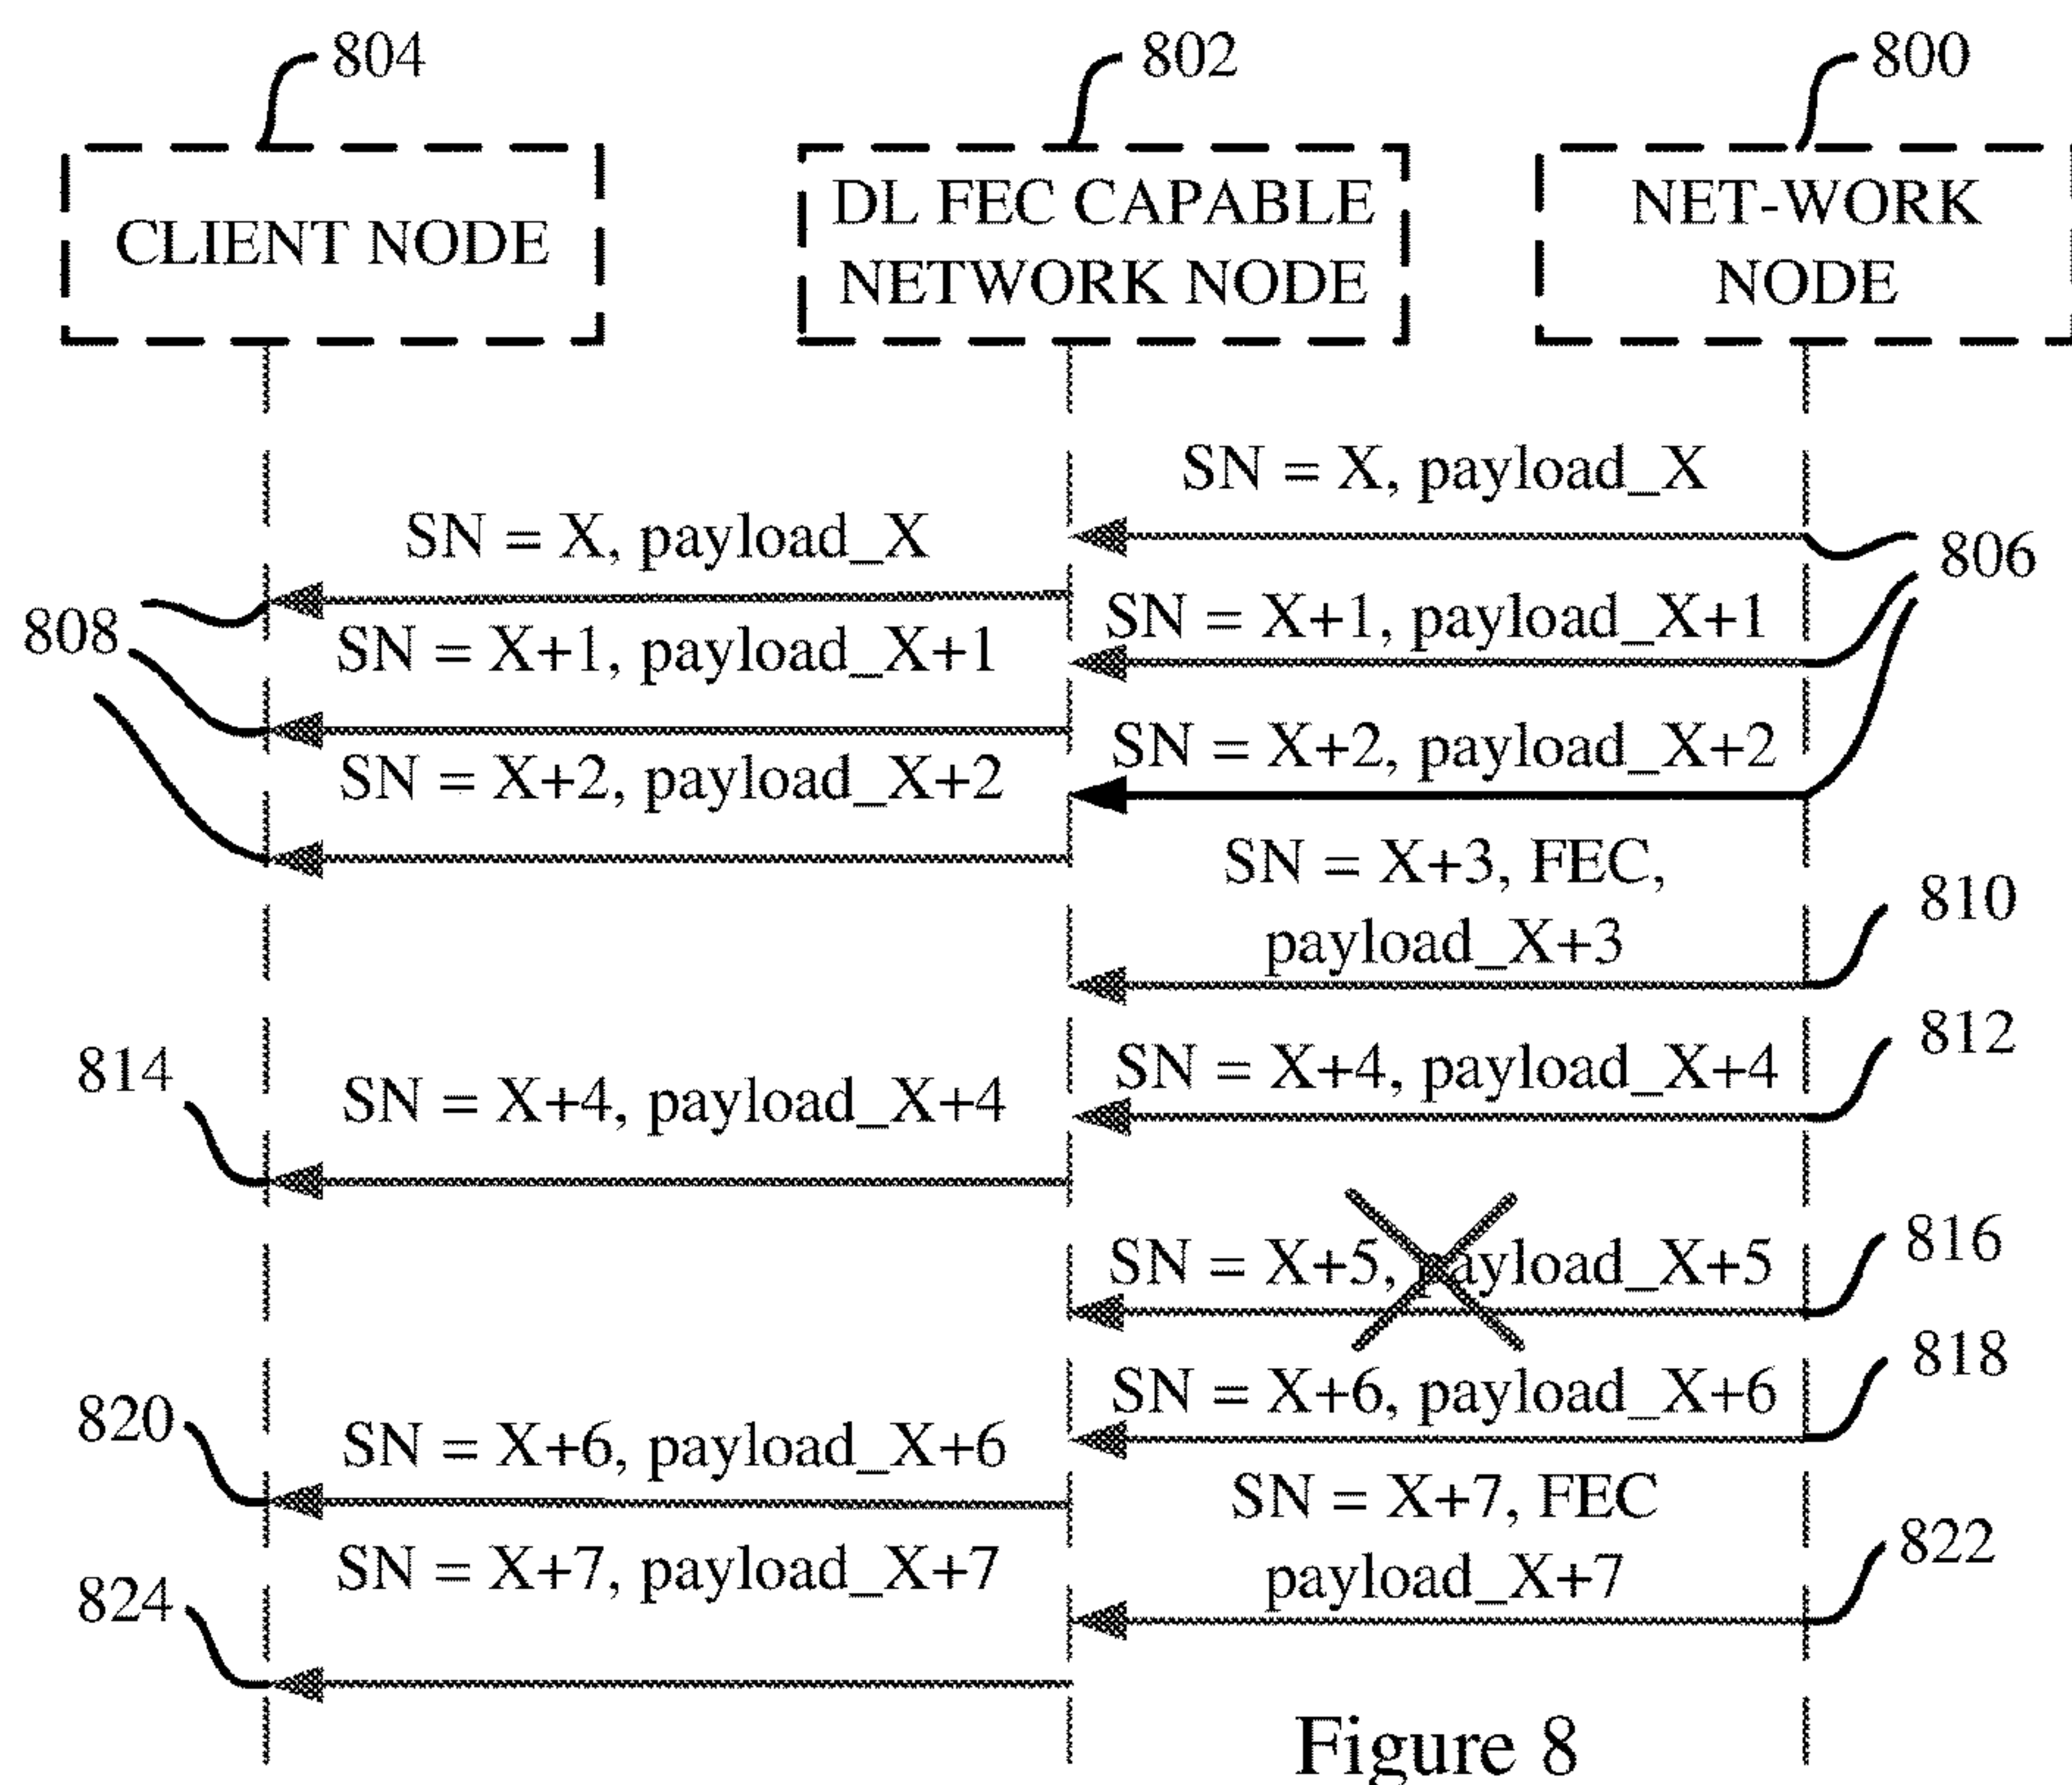 804
802
800
CLIENT NODE
DL FEC CAPABLE
NETWORK NODE
NET-WORK
NODE
SN = X, payload_X
SN = X, payload_X
806
SN = X+1, payload_X+1
808
SN = X+1, payload_X+1
SN = X+2, payload_X+2
SN = X+2, payload_X+2
SN = X+3, FEC,
payload_X+3
810
812
SN = X+4, payload_X+4
814
SN = X+4, payload_X+4
816
SN = X+5, payload_X+5
818
SN = X+6, payload_X+6
820
SN = X+6, payload_X+6
SN = X+7, FEC
payload_X+7
822
SN = X+7, payload_X+7
824
Figure 8